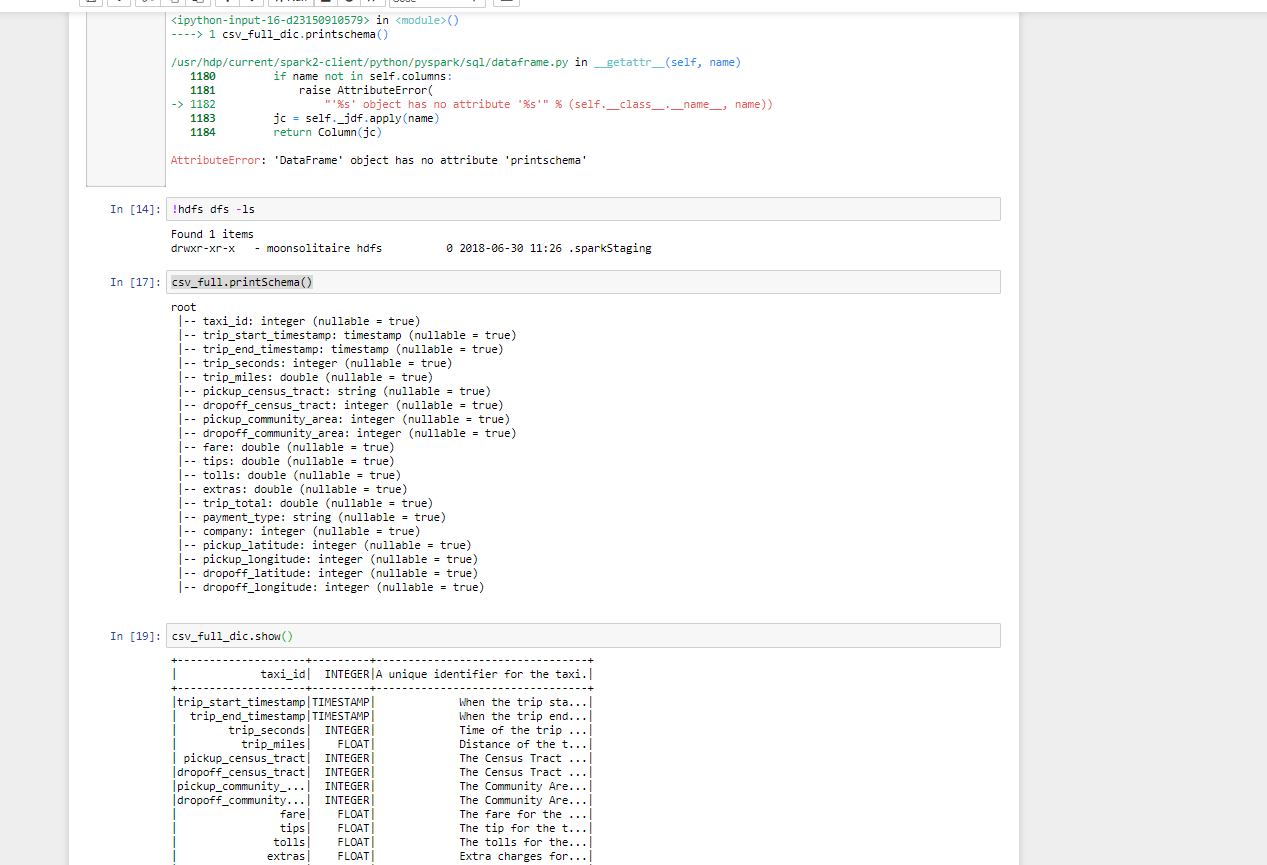 <ipython-input-16-d23150910579> in <module>()
----> 1 csv_full_dic.printschema()
/usr/hdp/current/spark2-client/python/pyspark/sql/dataframe.py in __getattr__(self, name)
   1180         if name not in self.columns:
   1181             raise AttributeError(
-> 1182                 "'%s' object has no attribute '%s'" % (self.__class__.__name__, name))
   1183         jc = self._jdf.apply(name)
   1184         return Column(jc)
AttributeError: 'DataFrame' object has no attribute 'printschema'
In [14]: !hdfs dfs -ls
Found 1 items
drwxr-xr-x   - moonsolitaire hdfs          0 2018-06-30 11:26 .sparkStaging
In [17]: csv_full.printSchema()
root
 |-- taxi_id: integer (nullable = true)
 |-- trip_start_timestamp: timestamp (nullable = true)
 |-- trip_end_timestamp: timestamp (nullable = true)
 |-- trip_seconds: integer (nullable = true)
 |-- trip_miles: double (nullable = true)
 |-- pickup_census_tract: string (nullable = true)
 |-- dropoff_census_tract: integer (nullable = true)
 |-- pickup_community_area: integer (nullable = true)
 |-- dropoff_community_area: integer (nullable = true)
 |-- fare: double (nullable = true)
 |-- tips: double (nullable = true)
 |-- tolls: double (nullable = true)
 |-- extras: double (nullable = true)
 |-- trip_total: double (nullable = true)
 |-- payment_type: string (nullable = true)
 |-- company: integer (nullable = true)
 |-- pickup_latitude: integer (nullable = true)
 |-- pickup_longitude: integer (nullable = true)
 |-- dropoff_latitude: integer (nullable = true)
 |-- dropoff_longitude: integer (nullable = true)
In [19]: csv_full_dic.show()
+--------------------+---------+---------------------------------+
|             taxi_id|  INTEGER|A unique identifier for the taxi.|
+--------------------+---------+---------------------------------+
|trip_start_timestamp|TIMESTAMP|             When the trip sta...|
|  trip_end_timestamp|TIMESTAMP|             When the trip end...|
|        trip_seconds|  INTEGER|             Time of the trip ...|
|          trip_miles|    FLOAT|             Distance of the t...|
| pickup_census_tract|  INTEGER|             The Census Tract ...|
|dropoff_census_tract|  INTEGER|             The Census Tract ...|
|pickup_community_...|  INTEGER|             The Community Are...|
|dropoff_community...|  INTEGER|             The Community Are...|
|                fare|    FLOAT|             The fare for the ...|
|                tips|    FLOAT|             The tip for the t...|
|               tolls|    FLOAT|             The tolls for the...|
|              extras|    FLOAT|             Extra charges for...|